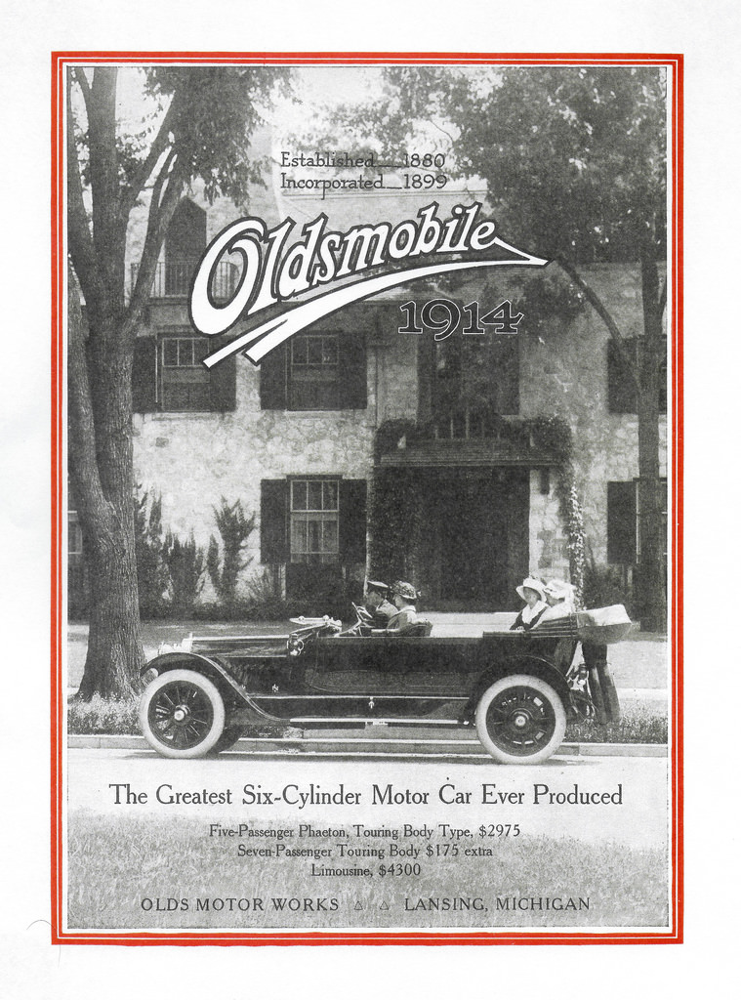 Established__1880
Incorporated__1899
Oldsmobile
1914
The Greatest Six-Cylinder Motor Car Ever Produced
Five-Passenger Phaeton, Touring Body Type, $2975
Seven-Passenger Touring Body $175 extra
Limousine, $4300
OLDS MOTOR WORKS △ △ LANSING, MICHIGAN